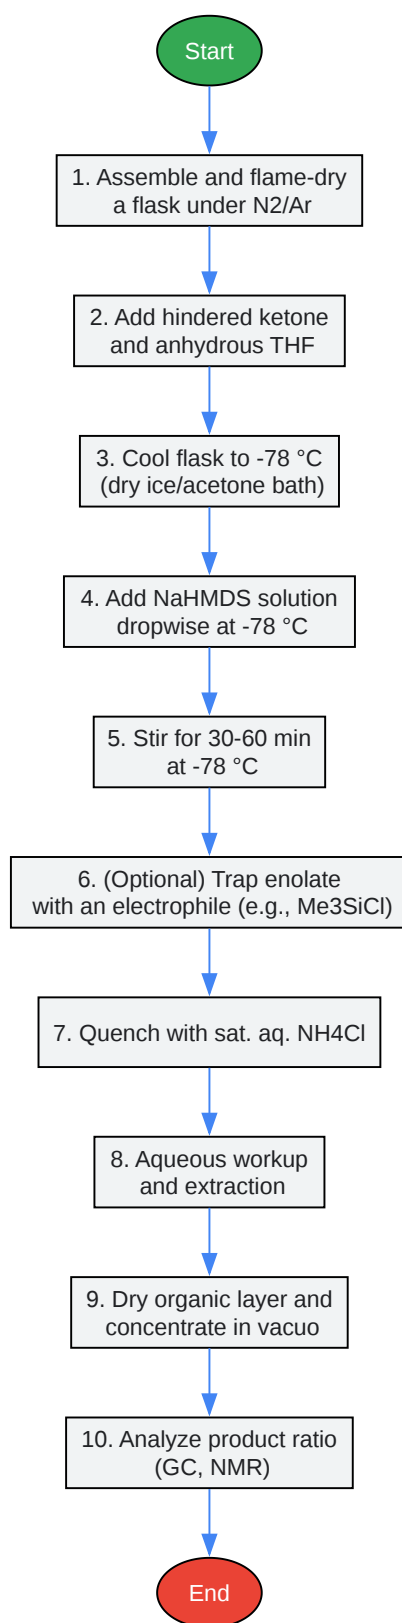 Start
1. Assemble and flame-dry
a flask under N2/Ar
2. Add hindered ketone
and anhydrous THF
3. Cool flask to -78 °C
(dry ice/acetone bath)
4. Add NaHMDS solution
dropwise at -78 °C
5. Stir for 30-60 min
at -78 °C
6. (Optional) Trap enolate
with an electrophile (e.g., Me3SiCl)
7. Quench with sat. aq. NH4Cl
8. Aqueous workup
and extraction
9. Dry organic layer and
concentrate in vacuo
10. Analyze product ratio
(GC, NMR)
End